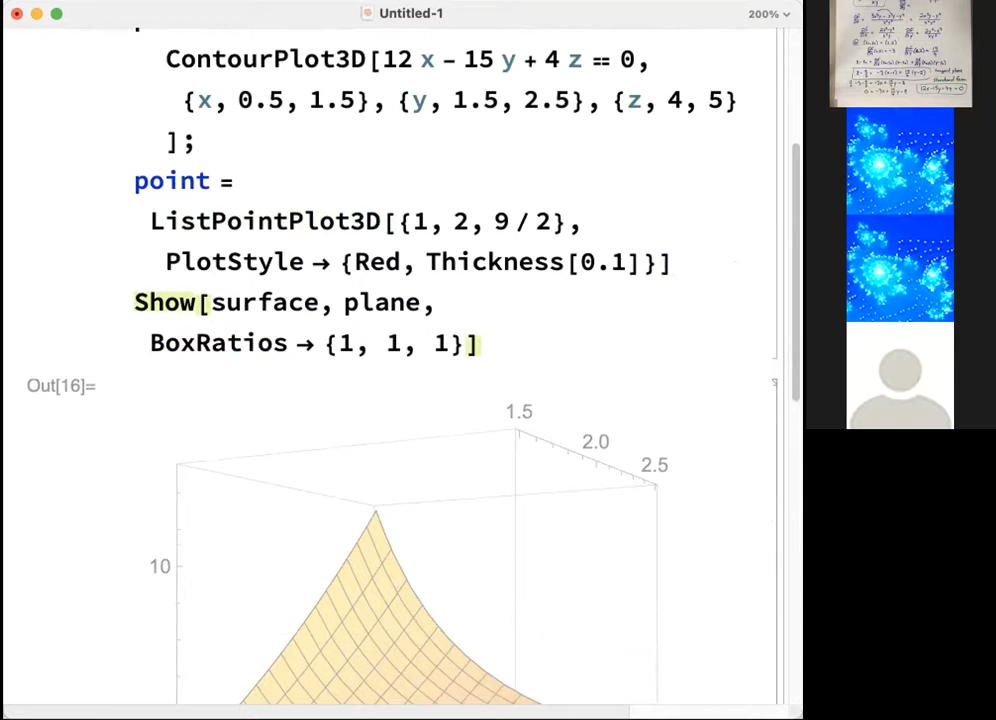 Untitled-1
200%
ContourPlot3D[12 x - 15 y + 4 z == 0,
{x, 0.5, 1.5}, {y, 1.5, 2.5}, {z, 4, 5}
];
point =
ListPointPlot3D[{1, 2, 9 / 2},
PlotStyle → {Red, Thickness[0.1]}]
Show[surface, plane,
BoxRatios → {1, 1, 1}]
Out[16]=
1.5
2.0
2.5
10